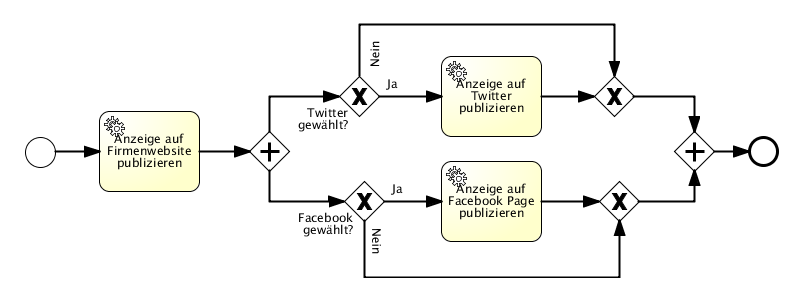 Nein
Ja
Anzeige auf
Twitter
publizieren
Twitter
gewählt?
Anzeige auf
Firmenwebsite
publizieren
Ja
Anzeige auf
Facebook Page
publizieren
Facebook
gewählt?
Nein